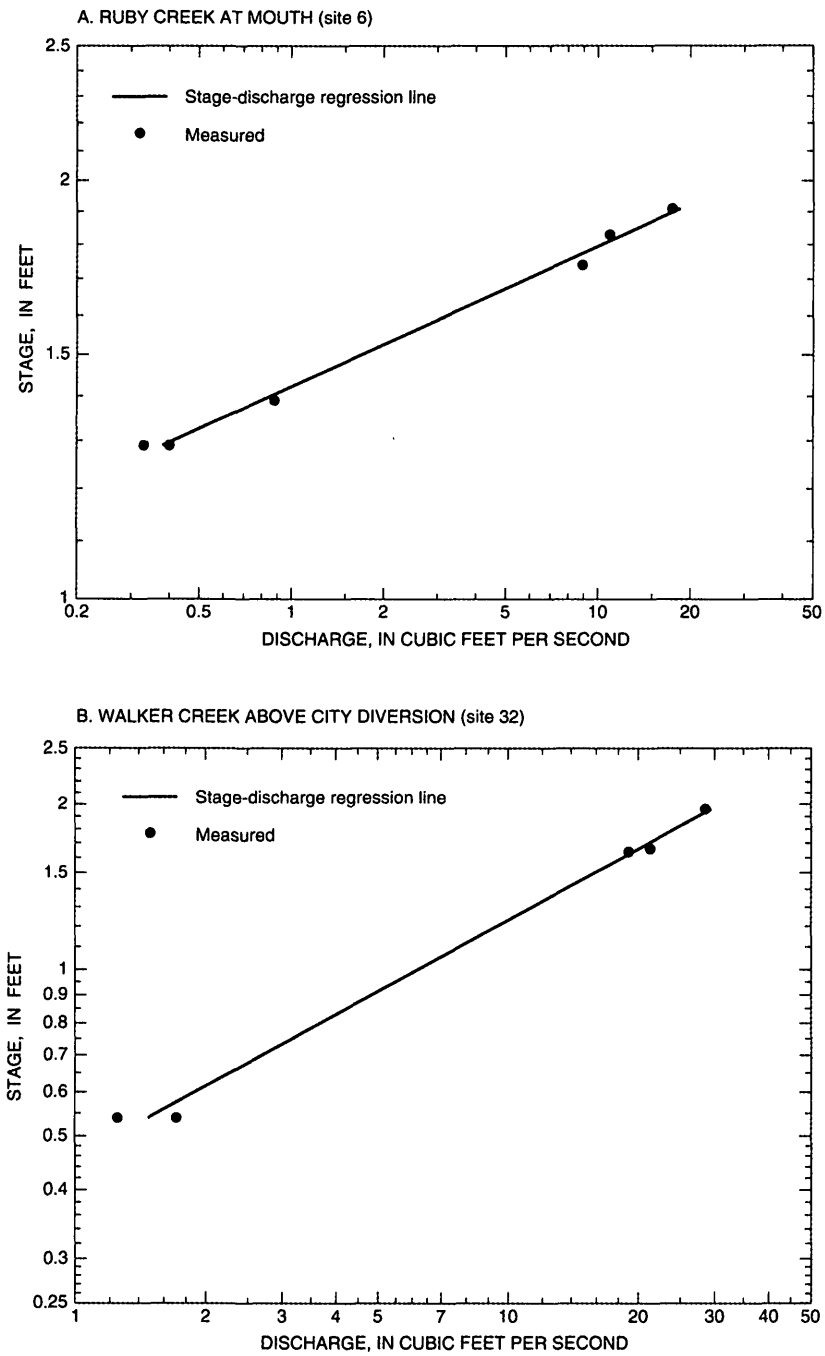 A. RUBY CREEK AT MOUTH (site 6)
2.5
2
1.5
1
STAGE, IN FEET
Stage-discharge regression line
Measured
0.2 0.5 1 2 5 10 20 50
DISCHARGE, IN CUBIC FEET PER SECOND
B. WALKER CREEK ABOVE CITY DIVERSION (site 32)
2.5
2
1.5
1
0.9
0.8
0.7
0.6
0.5
0.4
0.3
0.25
STAGE, IN FEET
Stage-discharge regression line
Measured
1 2 3 4 5 7 10 20 30 40 50
DISCHARGE, IN CUBIC FEET PER SECOND